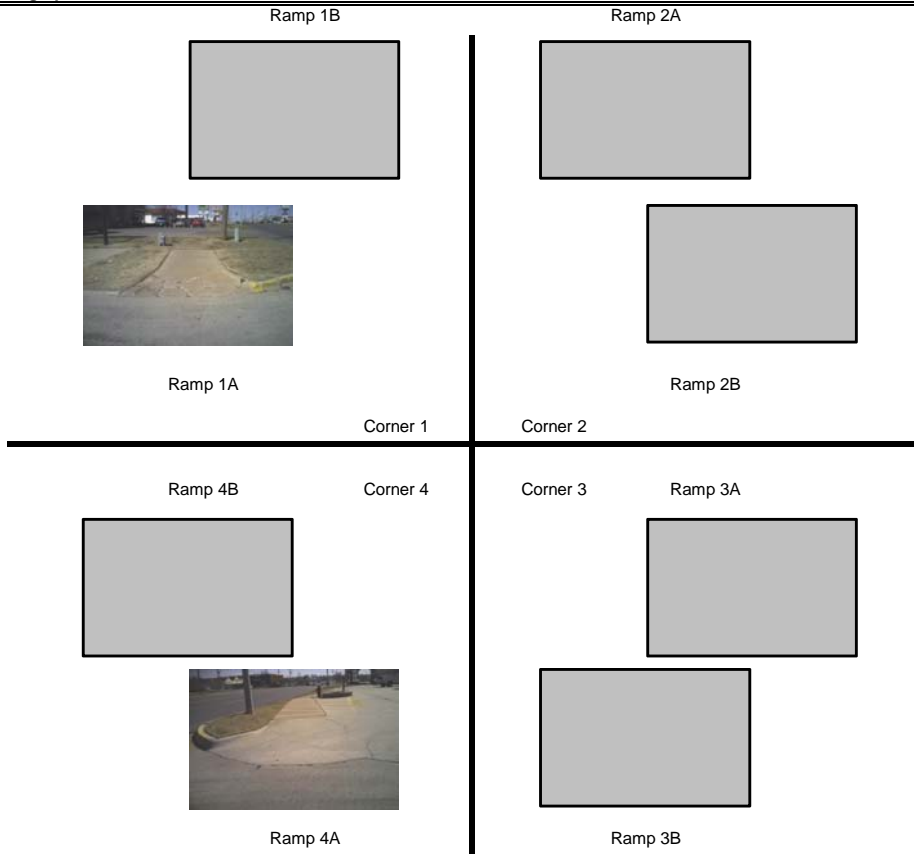 Ramp 1B Ramp 2A
Ramp 1A Ramp 2B
Corner 1 Corner 2
Ramp 4B Corner 4 Corner 3 Ramp 3A
Ramp 4A Ramp 3B